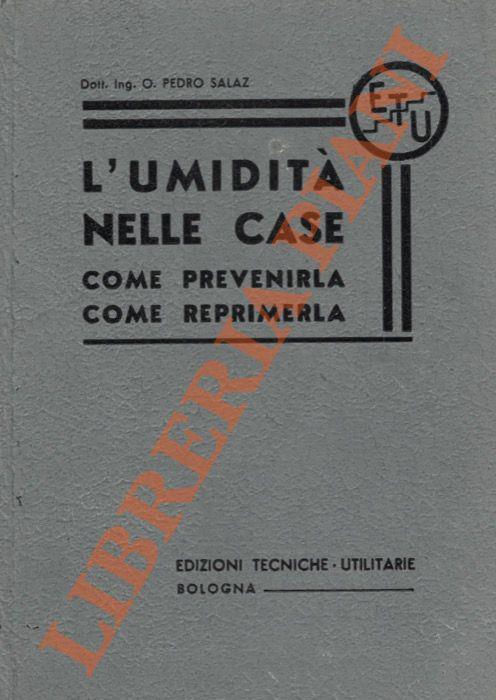 Dott. Ing. O. PEDRO SALAZ
ETU
L'UMIDITÀ
NELLE CASE
COME PREVENIRLA
COME REPRIMERLA
EDIZIONI TECNICHE - UTILITARIE
BOLOGNA
LIBRERIA PIANI